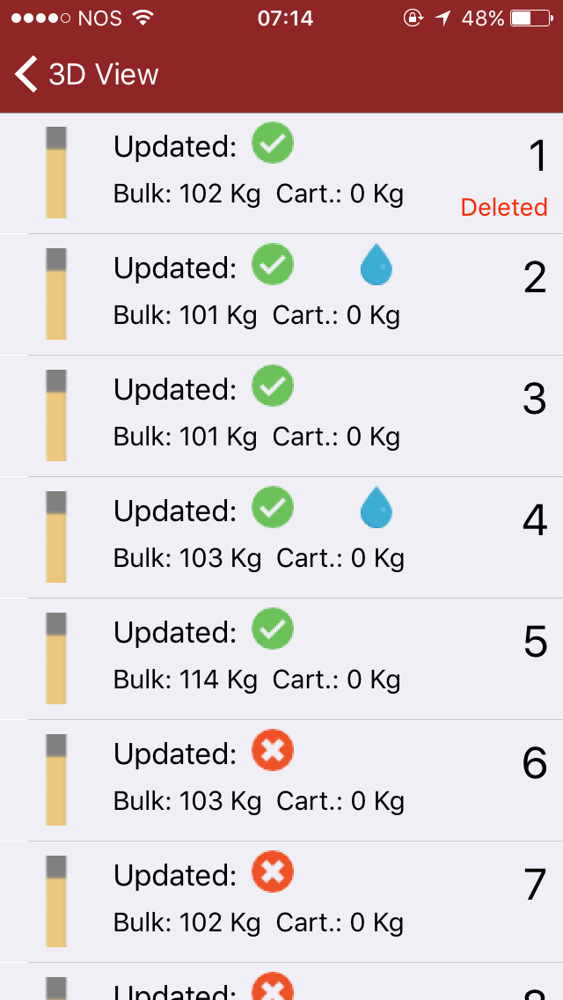 NOS 07:14 48%
3D View
Updated: 1
Bulk: 102 Kg Cart.: 0 Kg Deleted
Updated: 2
Bulk: 101 Kg Cart.: 0 Kg
Updated: 3
Bulk: 101 Kg Cart.: 0 Kg
Updated: 4
Bulk: 103 Kg Cart.: 0 Kg
Updated: 5
Bulk: 114 Kg Cart.: 0 Kg
Updated: 6
Bulk: 103 Kg Cart.: 0 Kg
Updated: 7
Bulk: 102 Kg Cart.: 0 Kg
Updated: